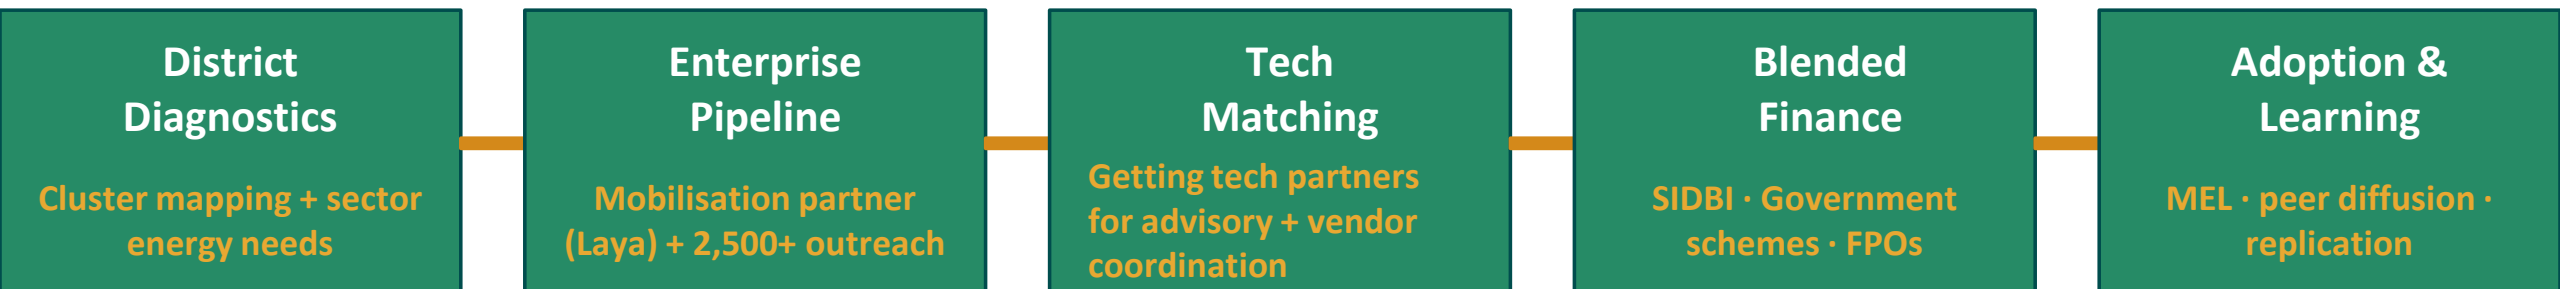 District
Diagnostics
Cluster mapping + sector
energy needs
Enterprise
Pipeline
Mobilisation partner
(Laya) + 2,500+ outreach
Tech
Matching
Getting tech partners
for advisory + vendor
coordination
Blended
Finance
SIDBI · Government
schemes · FPOs
Adoption &
Learning
MEL · peer diffusion ·
replication